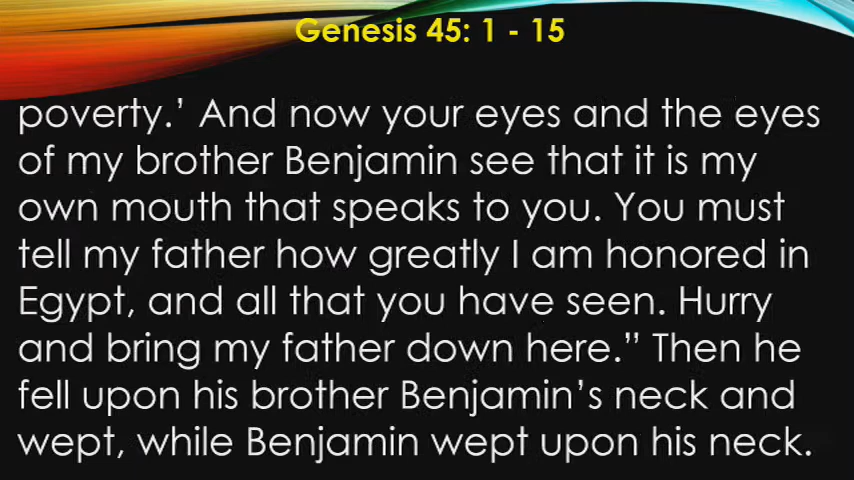 Genesis 45: 1 - 15
poverty.’ And now your eyes and the eyes
of my brother Benjamin see that it is my
own mouth that speaks to you. You must
tell my father how greatly I am honored in
Egypt, and all that you have seen. Hurry
and bring my father down here.” Then he
fell upon his brother Benjamin’s neck and
wept, while Benjamin wept upon his neck.